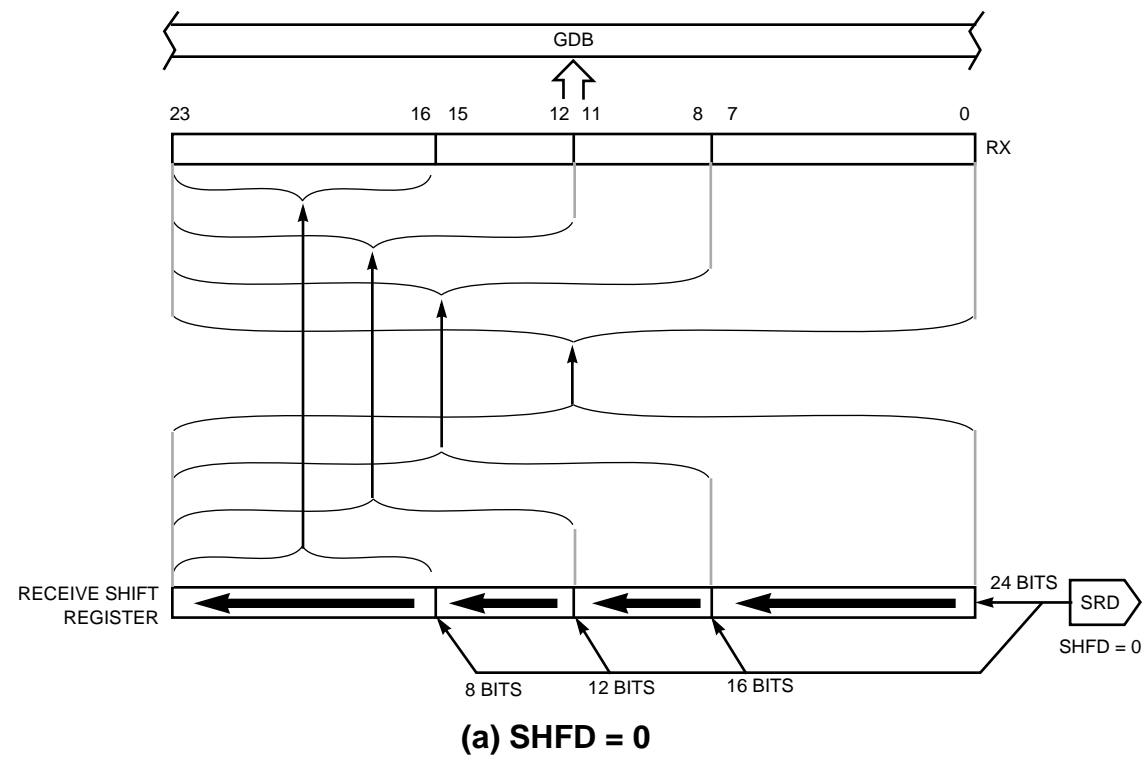 GDB
23 16 15 12 11 8 7 0
RX
24 BITS
RECEIVE SHIFT
REGISTER
SRD
SHFD = 0
8 BITS 12 BITS 16 BITS
(a) SHFD = 0